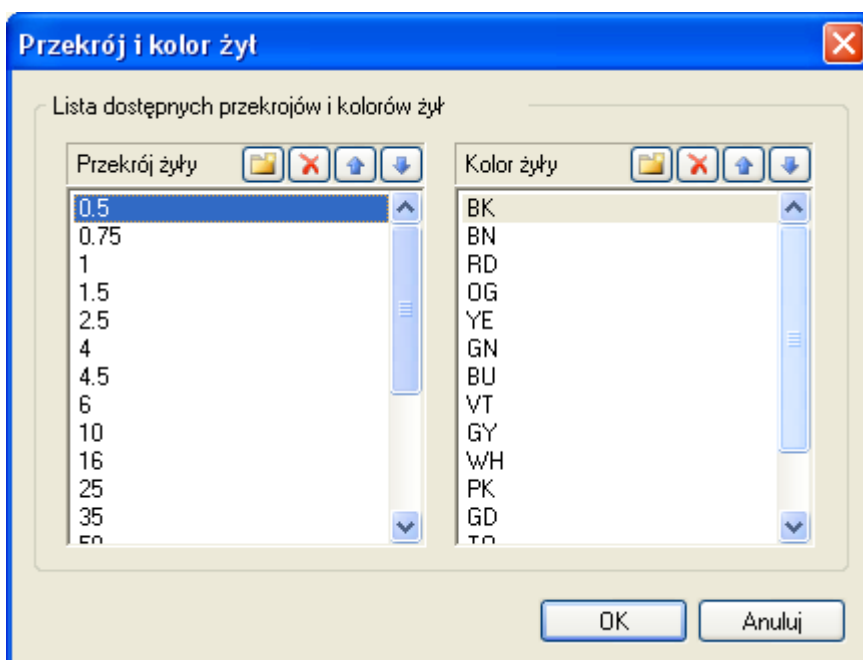 Przekrój i kolor żył
Lista dostępnych przekrojów i kolorów żył
Przekrój żyły
0.5
0.75
1
1.5
2.5
4
4.5
6
10
16
25
35
50
Kolor żyły
BK
BN
RD
OG
YE
GN
BU
VT
GY
WH
PK
GD
TQ
OK
Anuluj